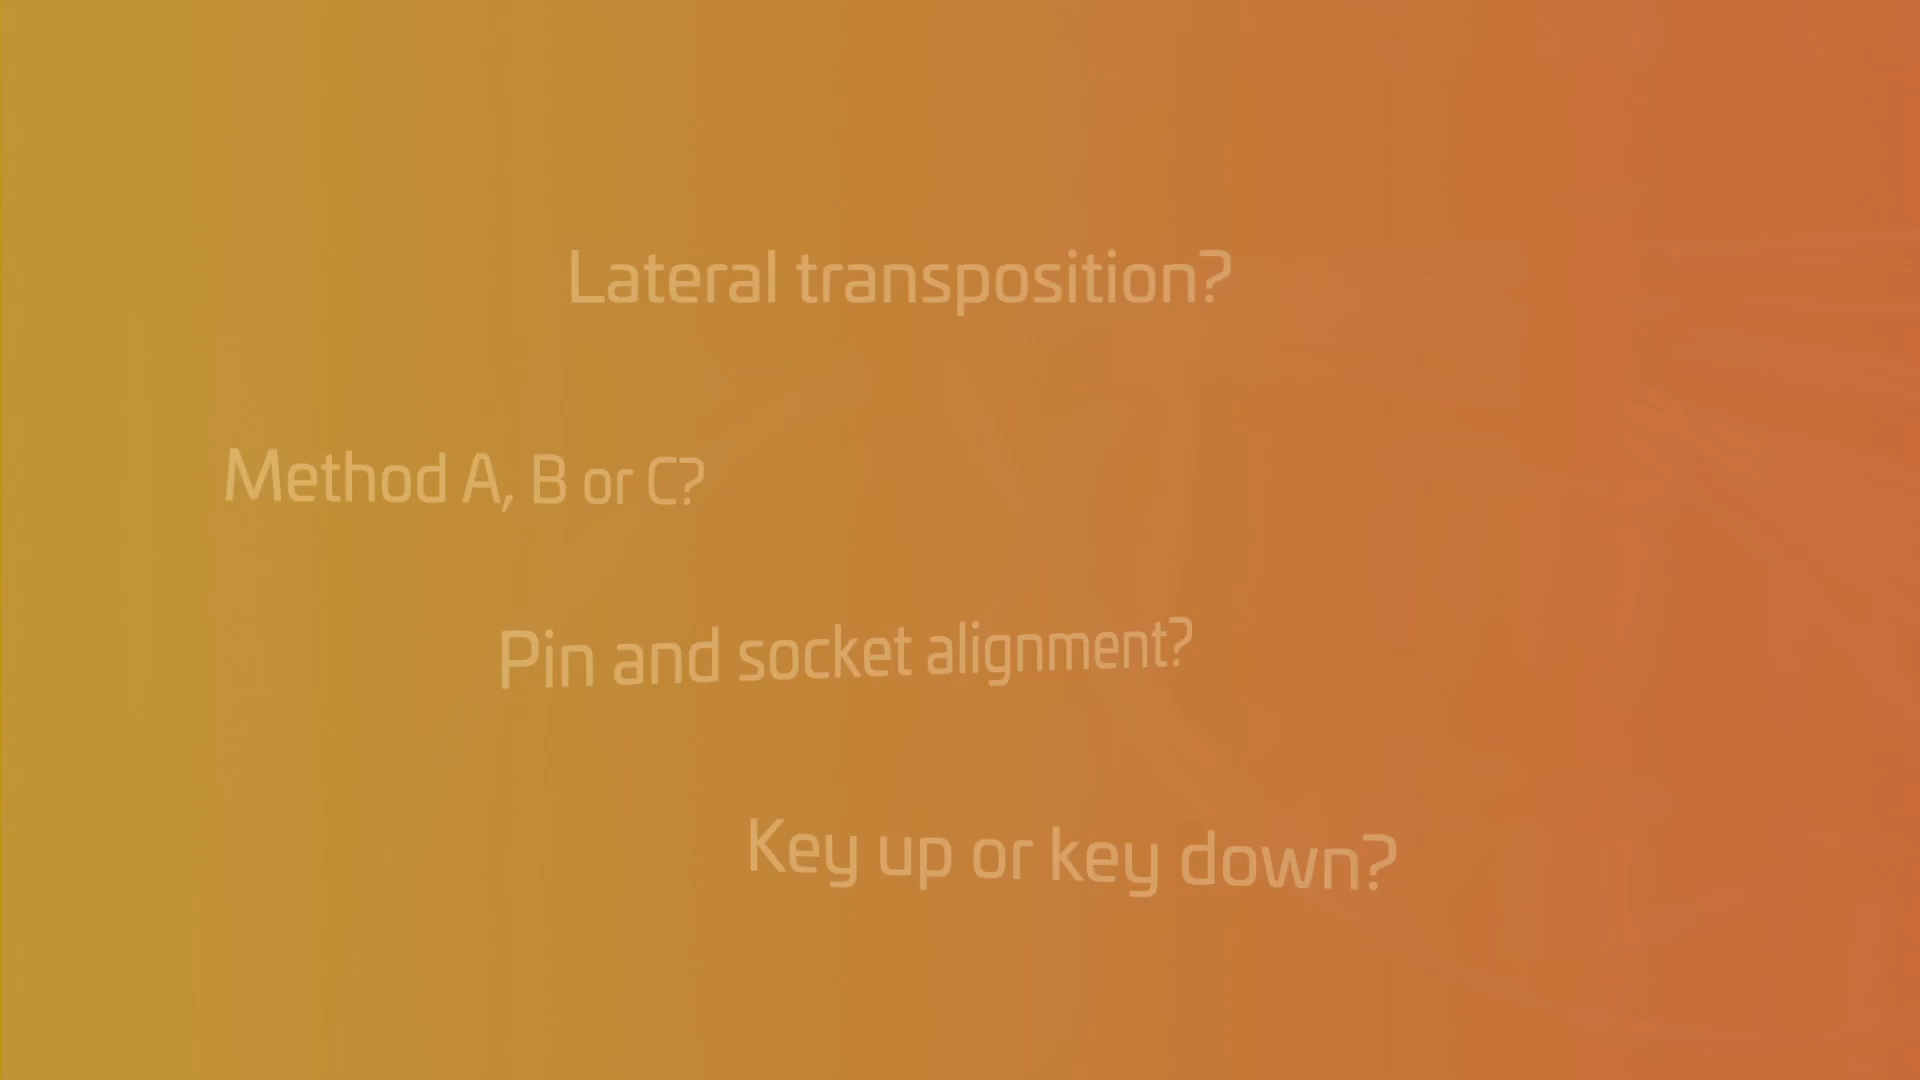 Lateral transposition?
Method A, B or C?
Pin and socket alignment?
Key up or key down?